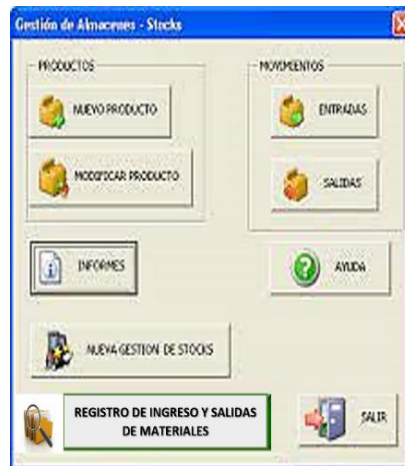 Gestión de Almacenes - Stocks
PRODUCTOS
MOVIMIENTOS
NUEVO PRODUCTO
ENTRADAS
MODIFICAR PRODUCTO
SALIDAS
INFORMES
AYUDA
NUEVA GESTION DE STOCKS
REGISTRO DE INGRESO Y SALIDAS
DE MATERIALES
SALIR